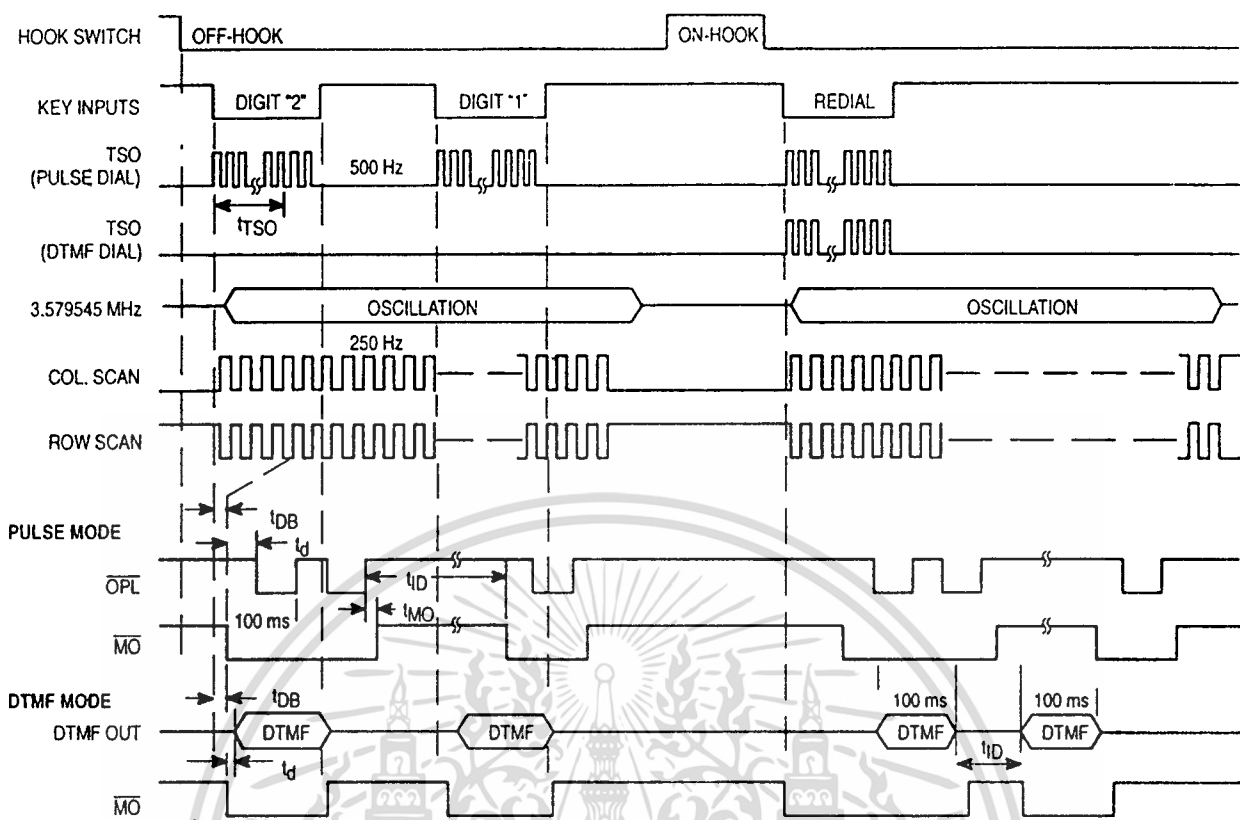 HOOK SWITCH OFF-HOOK ON-HOOK
KEY INPUTS DIGIT "2" DIGIT "1" REDIAL
TSO
(PULSE DIAL) 500 Hz
tTSO
TSO
(DTMF DIAL)
3.579545 MHz OSCILLATION OSCILLATION
250 Hz
COL. SCAN
ROW SCAN
tDB
PULSE MODE
td
OPL
tID
100 ms tMO
MO
DTMF MODE tDB 100 ms 100 ms
DTMF OUT DTMF DTMF DTMF DTMF
td tID
MO